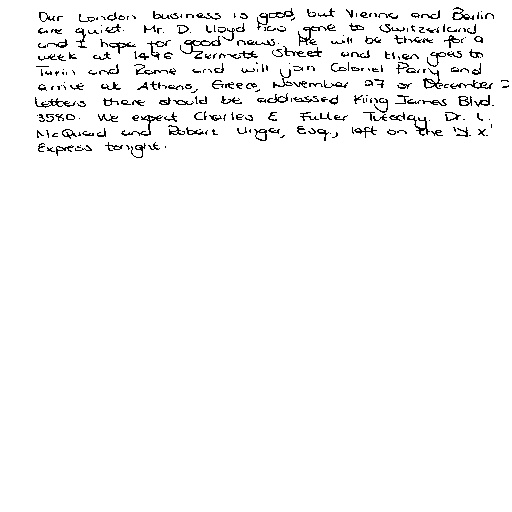 Our London business is good, but Vienna and Berlin
are quiet. Mr. D. Lloyd has gone to Switzerland
and I hope for good news. He will be there for a
week at 1496 Zermott Street and then goes to
Turin and Rome and will join Colonel Parry and
arrive at Athens, Greece, November 27 or December 2
Letters there should be addressed King James Blvd.
3580. We expect Charles E Fuller Tuesday. Dr. L.
McQuaid and Robert Unger, Esq., left on the 'Y.X.'
Express tonight.